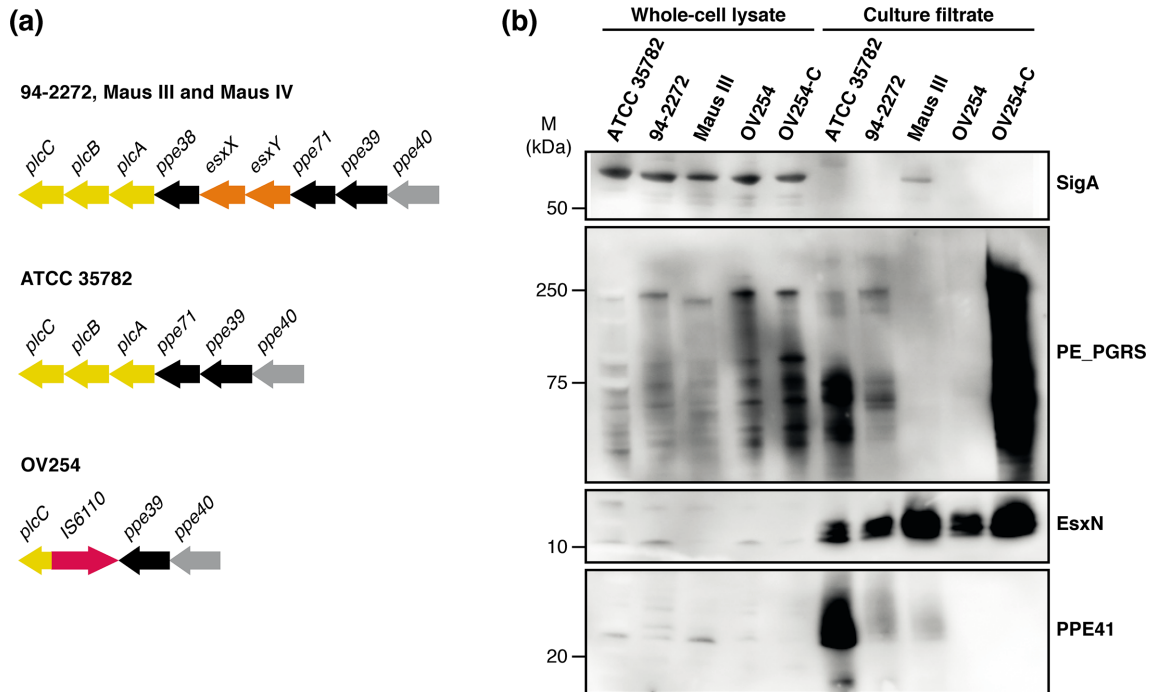 (a)
94-2272, Maus III and Maus IV
plcC plcB plcA ppe38 esxX esxY ppe71 ppe39 ppe40
ATCC 35782
plcC plcB plcA ppe71 ppe39 ppe40
OV254
plcC IS6110 ppe39 ppe40
(b)
Whole-cell lysate Culture filtrate
ATCC 35782 94-2272 Maus III OV254 OV254-C ATCC 35782 94-2272 Maus III OV254 OV254-C
M
(kDa)
SigA
50
250
PE_PGRS
75
EsxN
10
PPE41
20